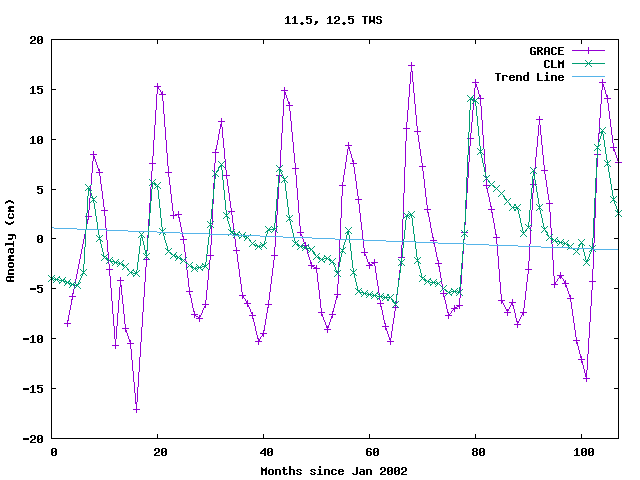 11.5, 12.5 TWS
GRACE
CLM
Trend Line
20
15
10
5
0
-5
-10
-15
-20
Anomaly (cm)
0 20 40 60 80 100
Months since Jan 2002